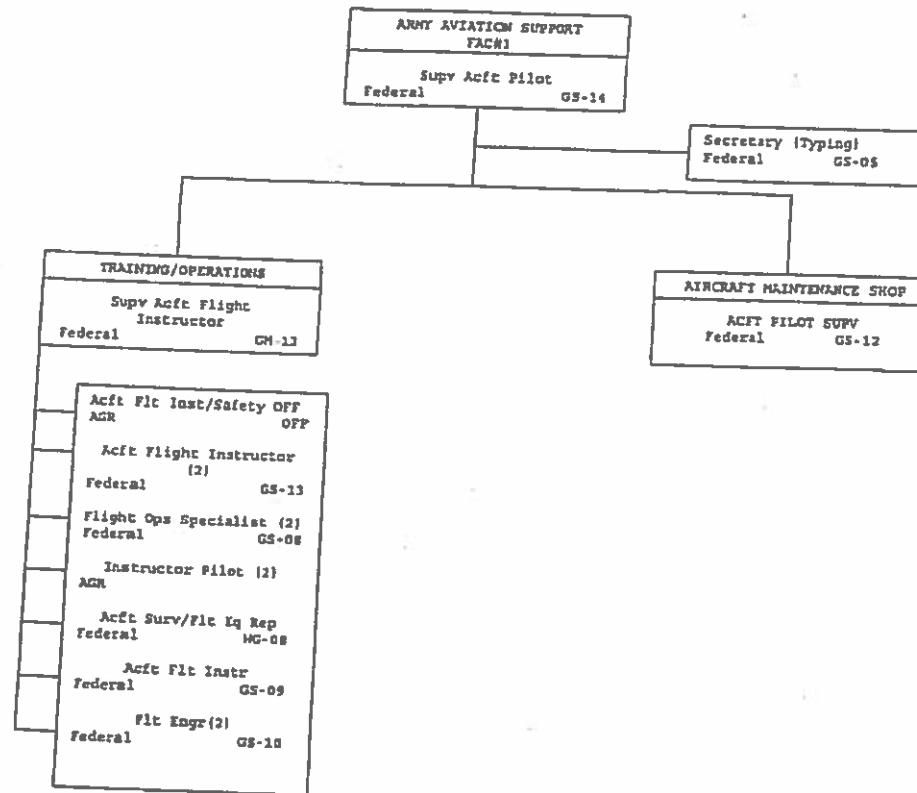 ARMY AVIATION SUPPORT
FAC#1
Supv Acft Pilot
Federal GS-14
Secretary (Typing)
Federal GS-05
TRAINING/OPERATIONS
Supv Acft Flight
Instructor
Federal GM-13
AIRCRAFT MAINTENANCE SHOP
ACFT PILOT SUPV
Federal GS-12
Acft Flt Inst/Safety OFF
AGR OFF
Acft Flight Instructor
(2)
Federal GS-13
Flight Ops Specialist (2)
Federal GS-08
Instructor Pilot (2)
AGR
Acft Surv/Flt Eq Rep
Federal WG-08
Acft Flt Instr
Federal GS-09
Flt Engr(2)
Federal GS-10